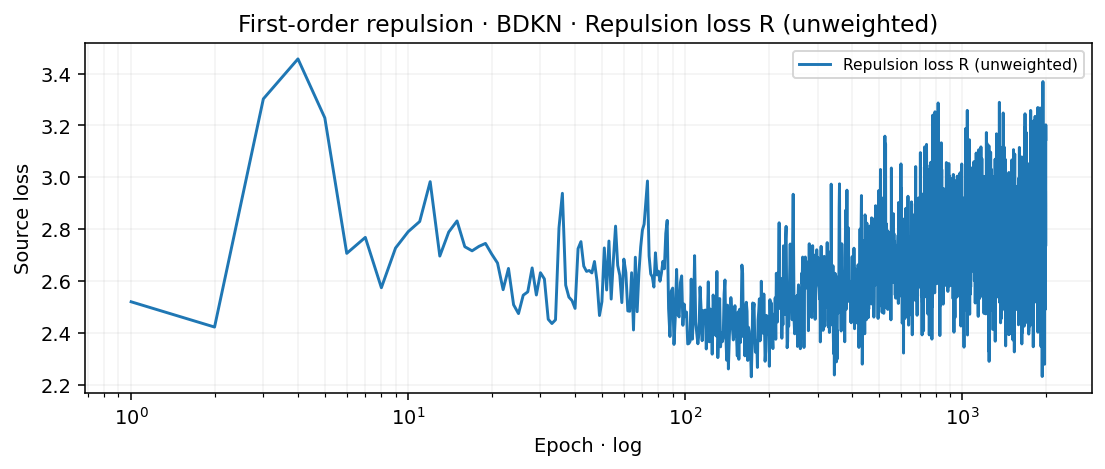 First-order repulsion · BDKN · Repulsion loss R (unweighted)
Repulsion loss R (unweighted)
Source loss
3.4
3.2
3.0
2.8
2.6
2.4
2.2
10⁰
10¹
10²
10³
Epoch · log